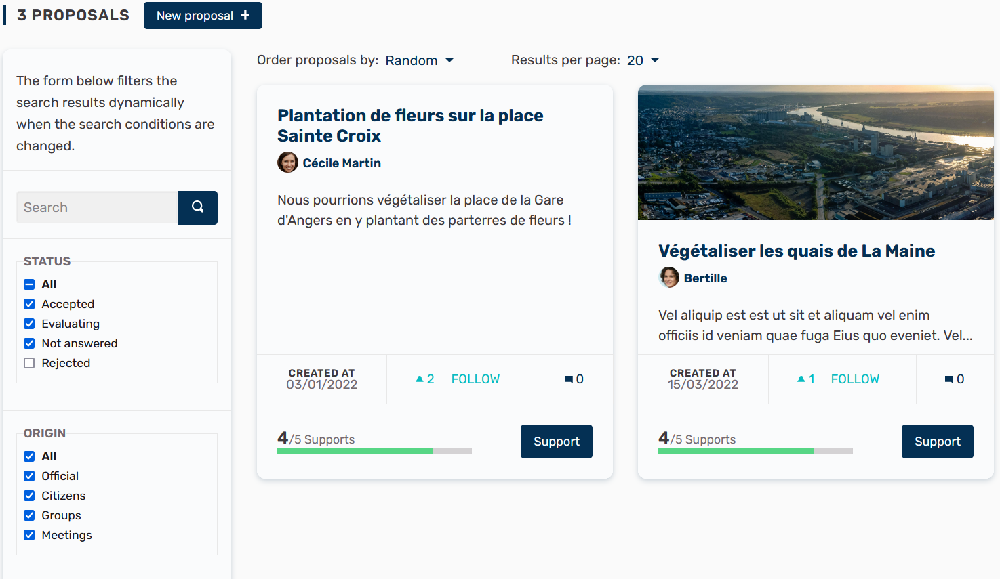 3 PROPOSALS
New proposal
The form below filters the
search results dynamically
when the search conditions are
changed.
Search
STATUS
All
Accepted
Evaluating
Not answered
Rejected
ORIGIN
All
Official
Citizens
Groups
Meetings
Order proposals by: Random
Results per page: 20
Plantation de fleurs sur la place
Sainte Croix
Cécile Martin
Nous pourrions végétaliser la place de la Gare
d'Angers en y plantant des parterres de fleurs !
CREATED AT
03/01/2022
2 FOLLOW
0
4/5 Supports
Support
Végétaliser les quais de La Maine
Bertille
Vel aliquip est est ut sit et aliquam vel enim
officiis id veniam quae fuga Eius quo eveniet. Vel...
CREATED AT
15/03/2022
1 FOLLOW
0
4/5 Supports
Support